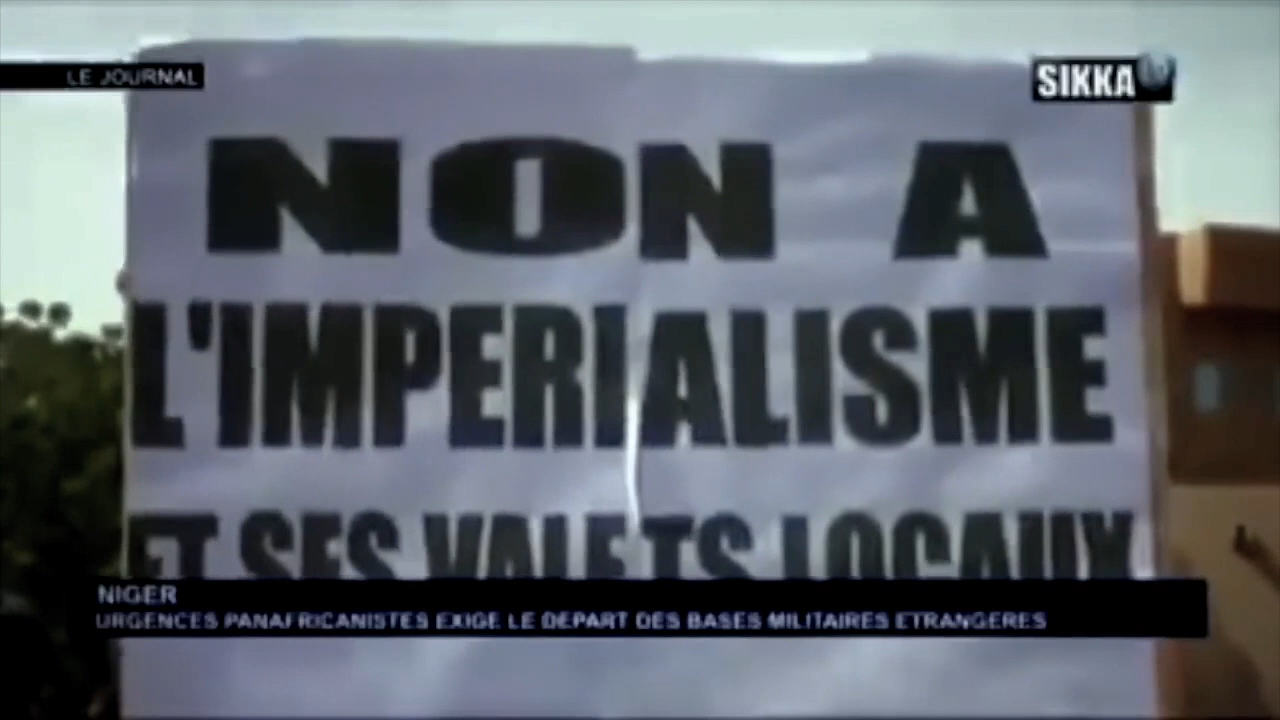 LE JOURNAL
SIKKA
NON A
L'IMPERIALISME
ET SES VALETS LOCAUX
NIGER
URGENCES PANAFRICANISTES EXIGE LE DEPART DES BASES MILITAIRES ETRANGERES